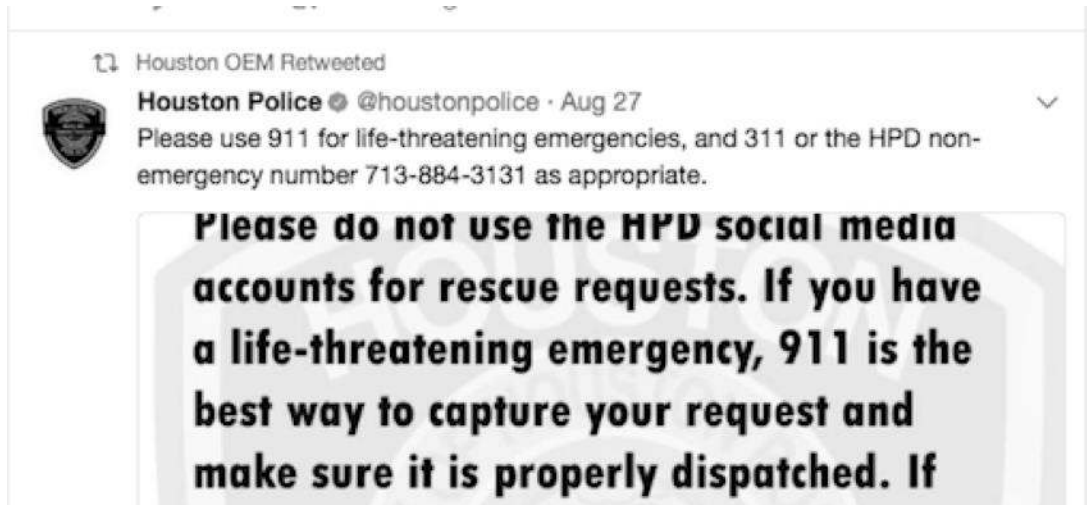 Houston OEM Retweeted
Houston Police @houstonpolice · Aug 27
Please use 911 for life-threatening emergencies, and 311 or the HPD non-
emergency number 713-884-3131 as appropriate.
Please do not use the HPD social media
accounts for rescue requests. If you have
a life-threatening emergency, 911 is the
best way to capture your request and
make sure it is properly dispatched. If
HOUSTON